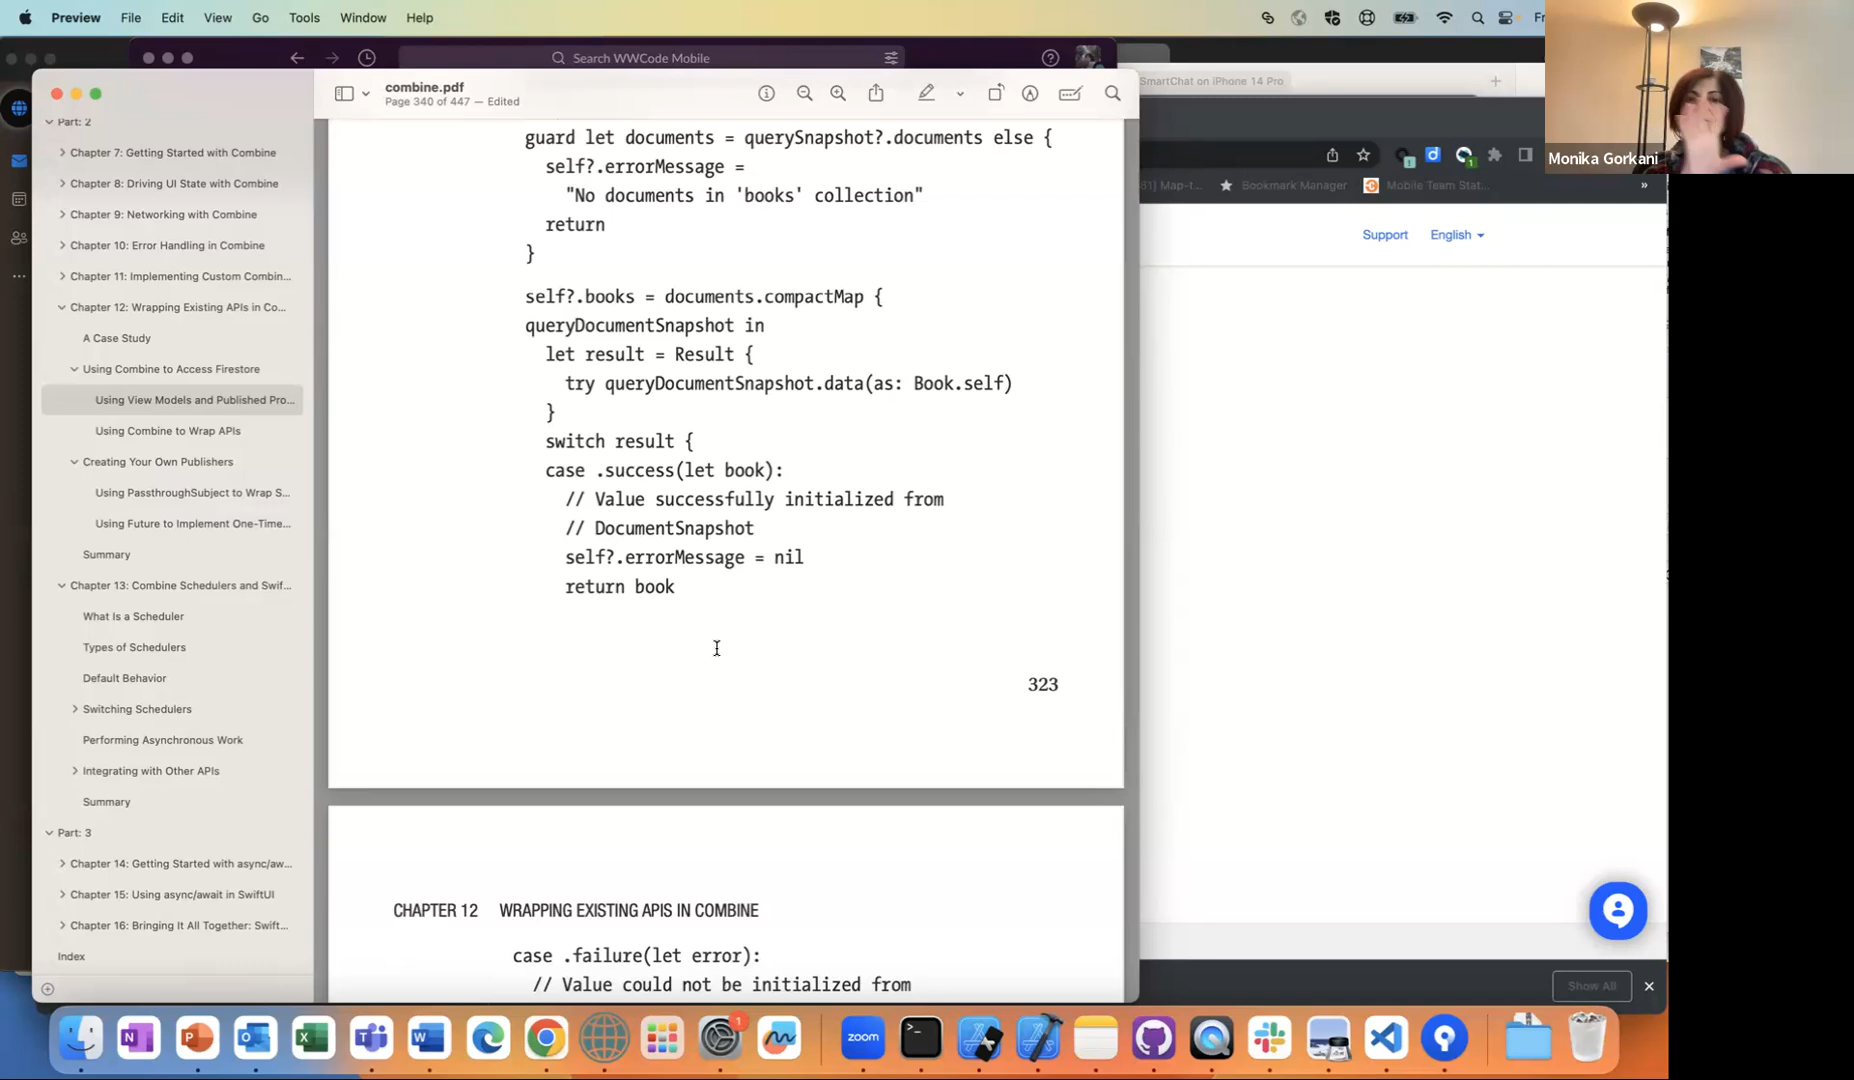 Preview File Edit View Go Tools Window Help
Search WWCode Mobile
SmartChat on iPhone 14 Pro
Monika Gorkani
combine.pdf
Page 340 of 447 — Edited
Part: 2
Chapter 7: Getting Started with Combine
Chapter 8: Driving UI State with Combine
Chapter 9: Networking with Combine
Chapter 10: Error Handling in Combine
Chapter 11: Implementing Custom Combin...
Chapter 12: Wrapping Existing APIs in Co...
A Case Study
Using Combine to Access Firestore
Using View Models and Published Pro...
Using Combine to Wrap APIs
Creating Your Own Publishers
Using PassthroughSubject to Wrap S...
Using Future to Implement One-Time...
Summary
Chapter 13: Combine Schedulers and Swif...
What Is a Scheduler
Types of Schedulers
Default Behavior
Switching Schedulers
Performing Asynchronous Work
Integrating with Other APIs
Summary
Part: 3
Chapter 14: Getting Started with async/aw...
Chapter 15: Using async/await in SwiftUI
Chapter 16: Bringing It All Together: Swift...
Index
guard let documents = querySnapshot?.documents else {
self?.errorMessage =
"No documents in 'books' collection"
return
}
self?.books = documents.compactMap {
queryDocumentSnapshot in
let result = Result {
try queryDocumentSnapshot.data(as: Book.self)
}
switch result {
case .success(let book):
// Value successfully initialized from
// DocumentSnapshot
self?.errorMessage = nil
return book
323
CHAPTER 12 WRAPPING EXISTING APIS IN COMBINE
case .failure(let error):
// Value could not be initialized from
Map-t...
Bookmark Manager
Mobile Team Stat...
»
Support English
Show All
1
zoom